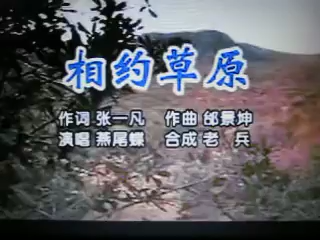 相约草原
作词 张一凡 作曲 邰景坤
演唱 燕尾蝶 合成 老 兵